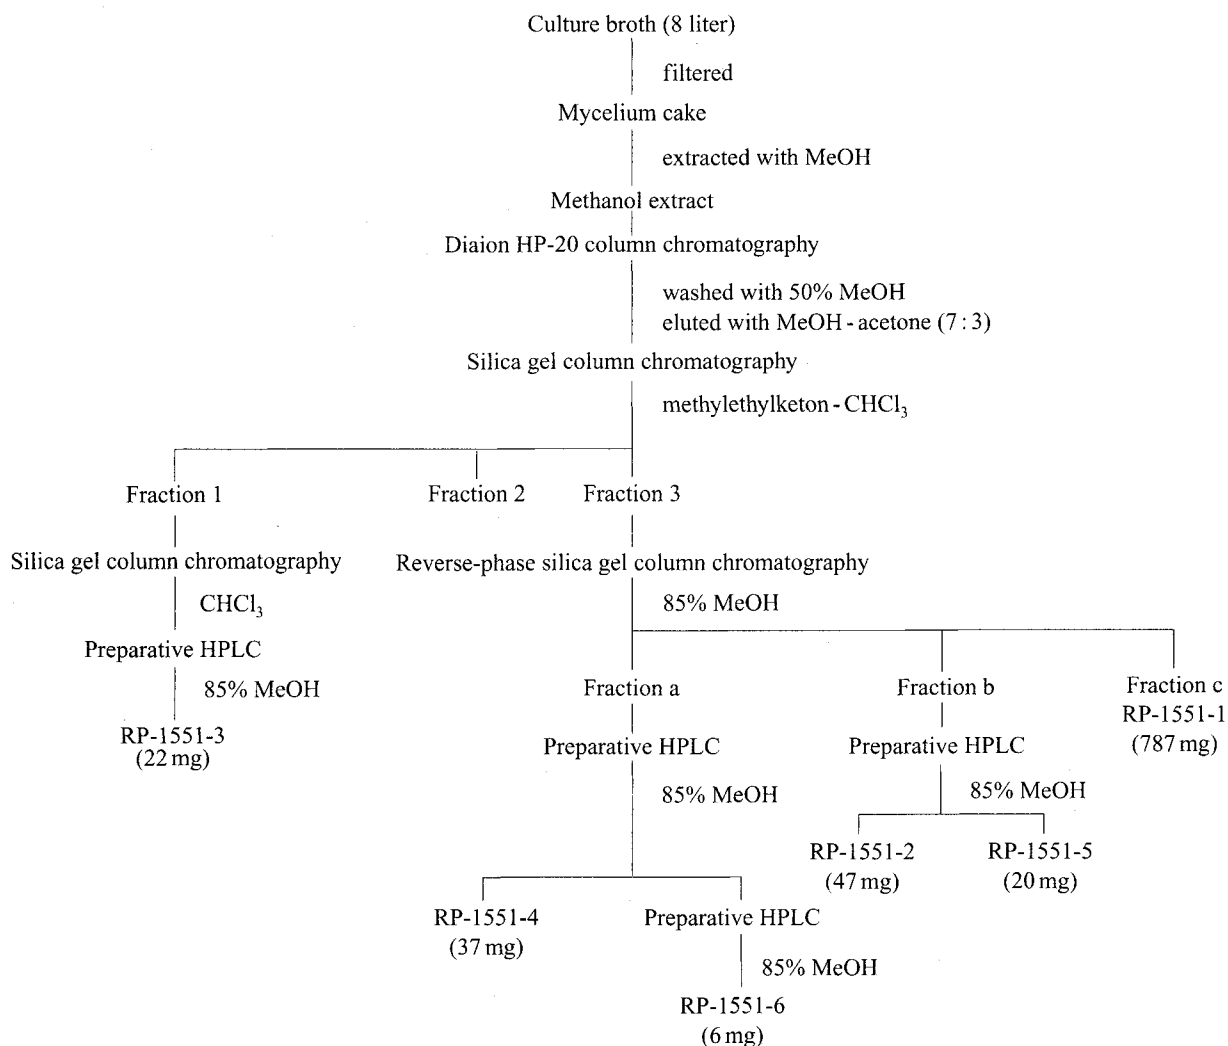 Culture broth (8 liter)
filtered
Mycelium cake
extracted with MeOH
Methanol extract
Diaion HP-20 column chromatography
washed with 50% MeOH
eluted with MeOH - acetone (7 : 3)
Silica gel column chromatography
methylethylketon - CHCl₃
Fraction 1
Fraction 2
Fraction 3
Silica gel column chromatography
CHCl₃
Preparative HPLC
85% MeOH
RP-1551-3
(22 mg)
Reverse-phase silica gel column chromatography
85% MeOH
Fraction a
Preparative HPLC
85% MeOH
RP-1551-4
(37 mg)
Preparative HPLC
85% MeOH
RP-1551-6
(6 mg)
Fraction b
Preparative HPLC
85% MeOH
RP-1551-2
(47 mg)
RP-1551-5
(20 mg)
Fraction c
RP-1551-1
(787 mg)